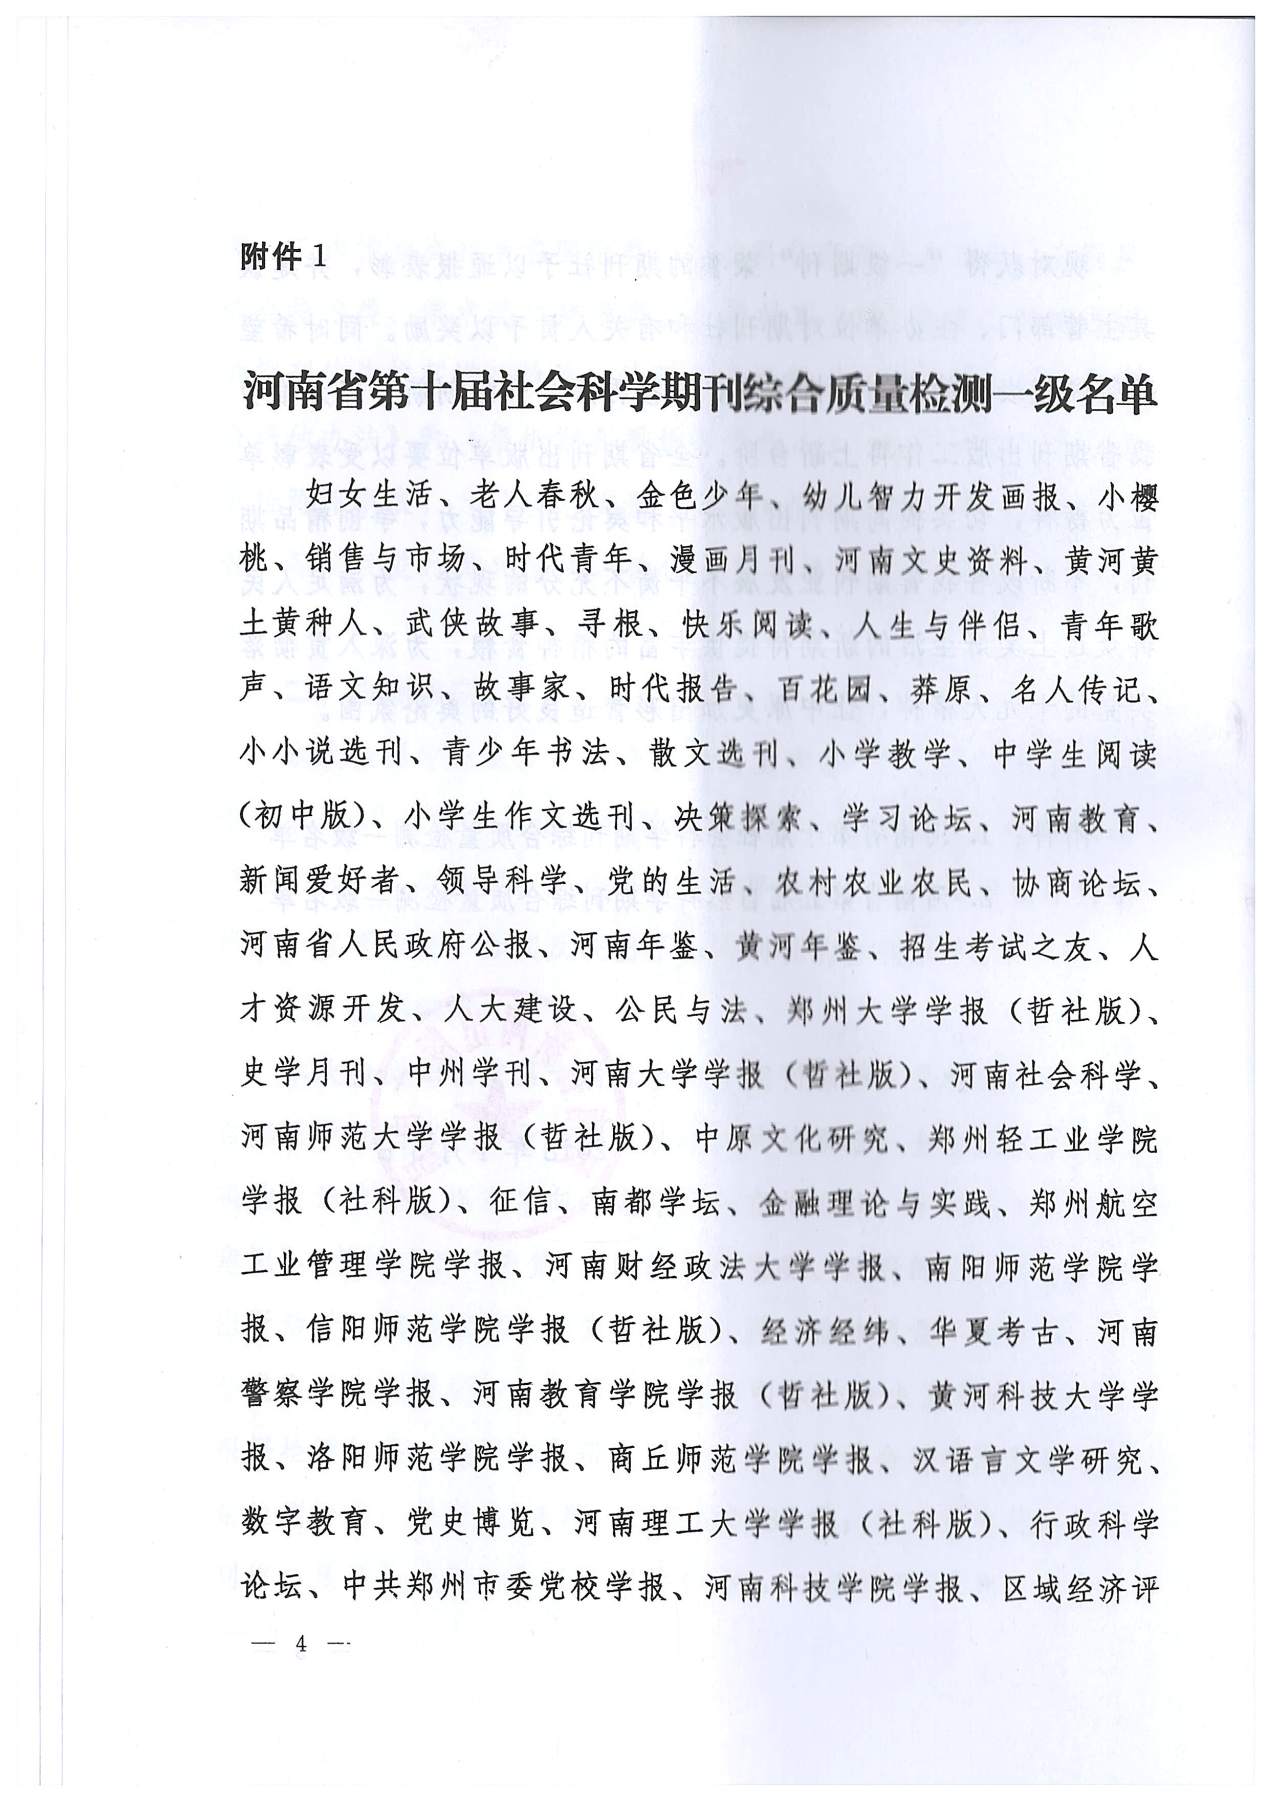 附件1
河南省第十届社会科学期刊综合质量检测一级名单
妇女生活、老人春秋、金色少年、幼儿智力开发画报、小樱
桃、销售与市场、时代青年、漫画月刊、河南文史资料、黄河黄
土黄种人、武侠故事、寻根、快乐阅读、人生与伴侣、青年歌
声、语文知识、故事家、时代报告、百花园、莽原、名人传记、
小小说选刊、青少年书法、散文选刊、小学教学、中学生阅读
(初中版)、小学生作文选刊、决策探索、学习论坛、河南教育、
新闻爱好者、领导科学、党的生活、农村农业农民、协商论坛、
河南省人民政府公报、河南年鉴、黄河年鉴、招生考试之友、人
才资源开发、人大建设、公民与法、郑州大学学报(哲社版)、
史学月刊、中州学刊、河南大学学报(哲社版)、河南社会科学、
河南师范大学学报(哲社版)、中原文化研究、郑州轻工业学院
学报(社科版)、征信、南都学坛、金融理论与实践、郑州航空
工业管理学院学报、河南财经政法大学学报、南阳师范学院学
报、信阳师范学院学报(哲社版)、经济经纬、华夏考古、河南
警察学院学报、河南教育学院学报(哲社版)、黄河科技大学学
报、洛阳师范学院学报、商丘师范学院学报、汉语言文学研究、
数字教育、党史博览、河南理工大学学报(社科版)、行政科学
论坛、中共郑州市委党校学报、河南科技学院学报、区域经济评
— 4 —